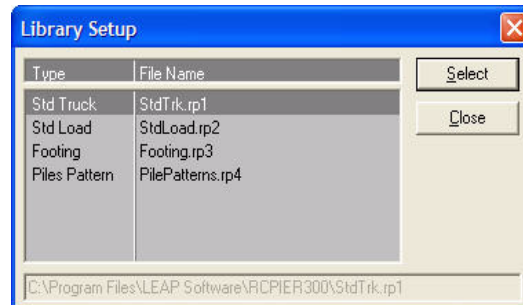 Library Setup
Type File Name
Std Truck StdTrk.rp1
Std Load StdLoad.rp2
Footing Footing.rp3
Piles Pattern PilePatterns.rp4
Select
Close
C:\Program Files\LEAP Software\RCPIER300\StdTrk.rp1